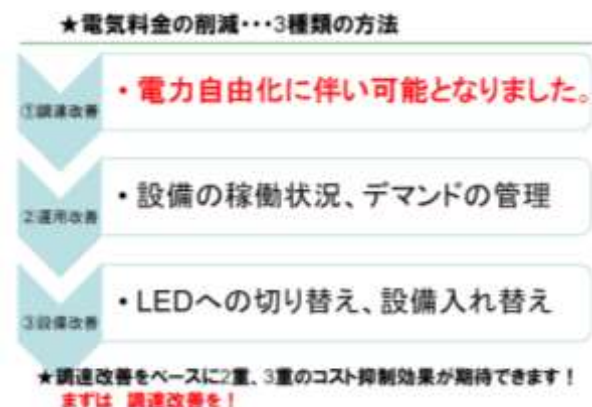 ★電気料金の削減･･･3種類の方法
①調達改善
・電力自由化に伴い可能となりました。
②運用改善
・設備の稼働状況、デマンドの管理
③設備改善
・LEDへの切り替え、設備入れ替え
★調達改善をベースに2重、3重のコスト抑制効果が期待できます！
まずは 調達改善を！